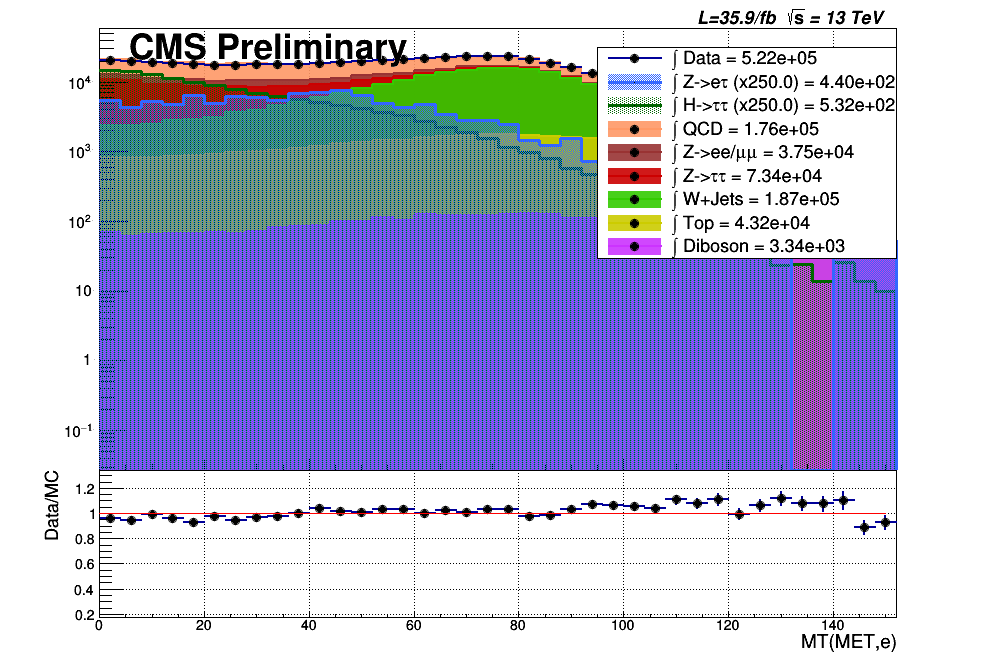 L=35.9/fb √s = 13 TeV
CMS Preliminary
∫ Data = 5.22e+05
∫ Z->eτ (x250.0) = 4.40e+02
∫ H->ττ (x250.0) = 5.32e+02
∫ QCD = 1.76e+05
∫ Z->ee/μμ = 3.75e+04
∫ Z->ττ = 7.34e+04
∫ W+Jets = 1.87e+05
∫ Top = 4.32e+04
∫ Diboson = 3.34e+03
10⁴
10³
10²
10
1
10⁻¹
Data/MC
1.2
1
0.8
0.6
0.4
0.2
0 20 40 60 80 100 120 140
MT(MET,e)